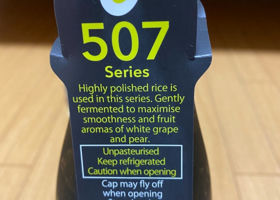 507
Series
Highly polished rice is
used in this series. Gently
fermented to maximise
smoothness and fruit
aromas of white grape
and pear.
Unpasteurised
Keep refrigerated
Caution when opening
Cap may fly off
when opening